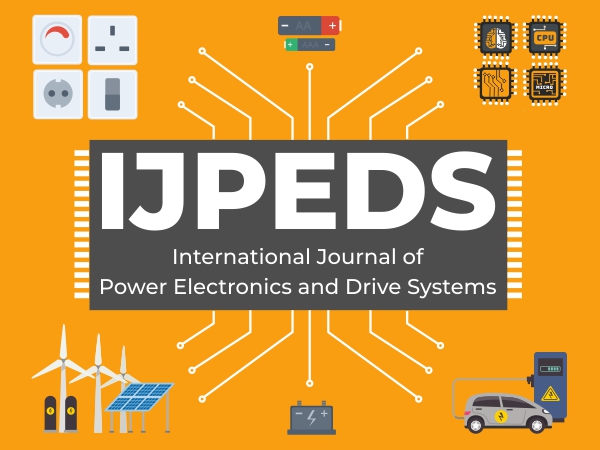 − AA +
+ AAA −
CPU
MICRO
IJPEDS
International Journal of
Power Electronics and Drive Systems
− +